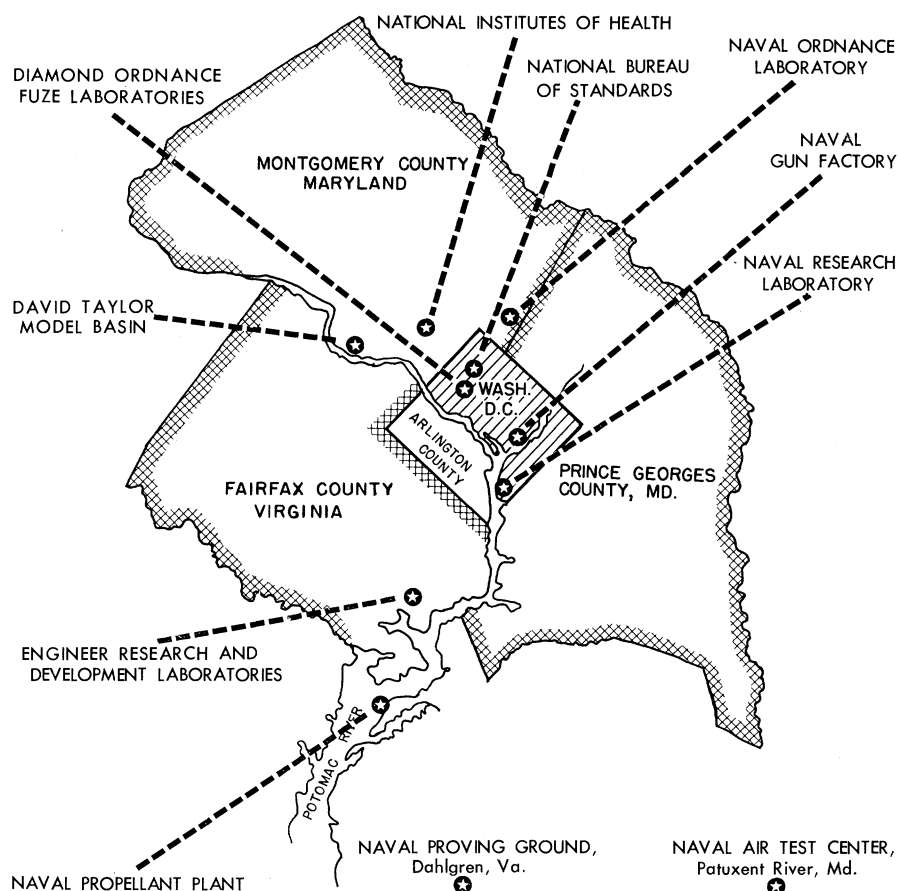 NATIONAL INSTITUTES OF HEALTH
NAVAL ORDNANCE
LABORATORY
NATIONAL BUREAU
OF STANDARDS
DIAMOND ORDNANCE
FUZE LABORATORIES
NAVAL
GUN FACTORY
MONTGOMERY COUNTY
MARYLAND
NAVAL RESEARCH
LABORATORY
DAVID TAYLOR
MODEL BASIN
WASH.
D.C.
ARLINGTON
COUNTY
PRINCE GEORGES
COUNTY, MD.
FAIRFAX COUNTY
VIRGINIA
ENGINEER RESEARCH AND
DEVELOPMENT LABORATORIES
POTOMAC RIVER
NAVAL PROVING GROUND,
Dahlgren, Va.
NAVAL AIR TEST CENTER,
Patuxent River, Md.
NAVAL PROPELLANT PLANT